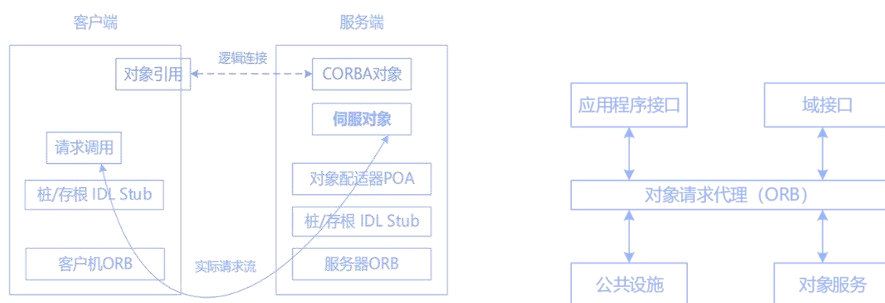 客户端
服务端
对象引用
逻辑连接
CORBA对象
伺服对象
请求调用
对象配适器POA
桩/存根 IDL Stub
桩/存根 IDL Stub
客户机ORB
实际请求流
服务器ORB
应用程序接口
域接口
对象请求代理（ORB）
公共设施
对象服务